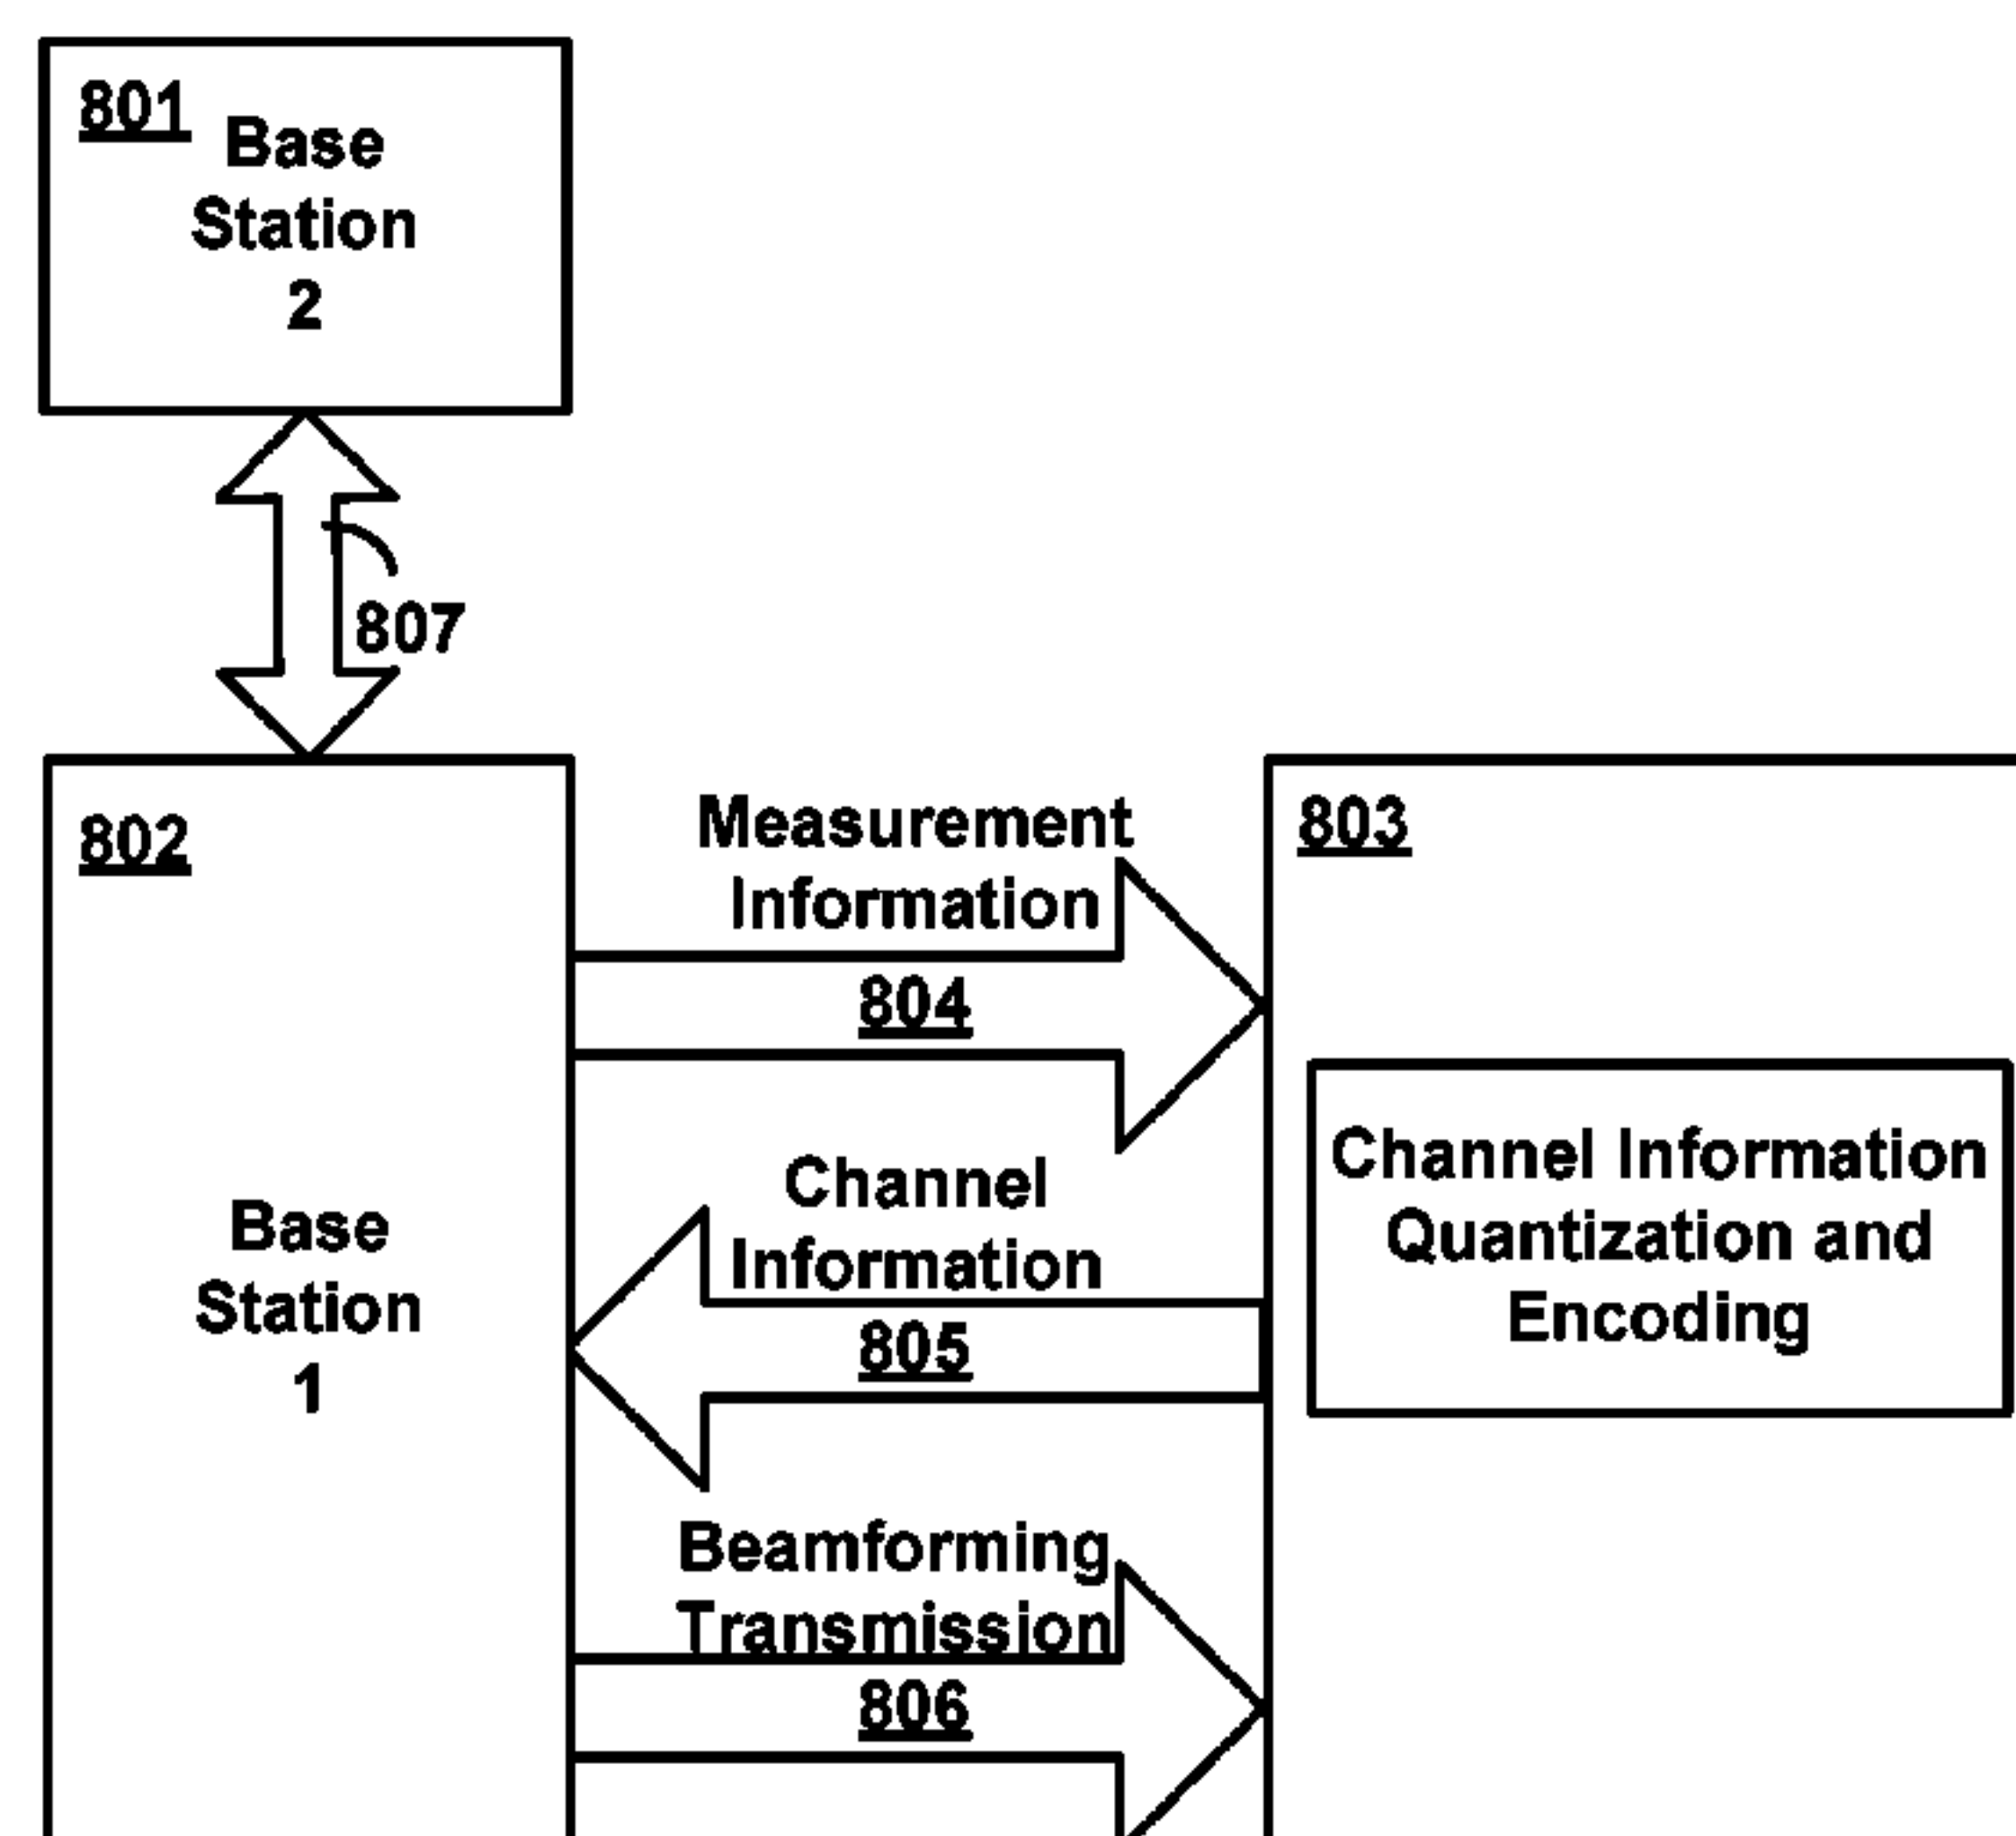 801
Base
Station
2
807
802
Base
Station
1
Measurement
Information
804
Channel
Information
805
Beamforming
Transmission
806
803
Channel Information
Quantization and
Encoding